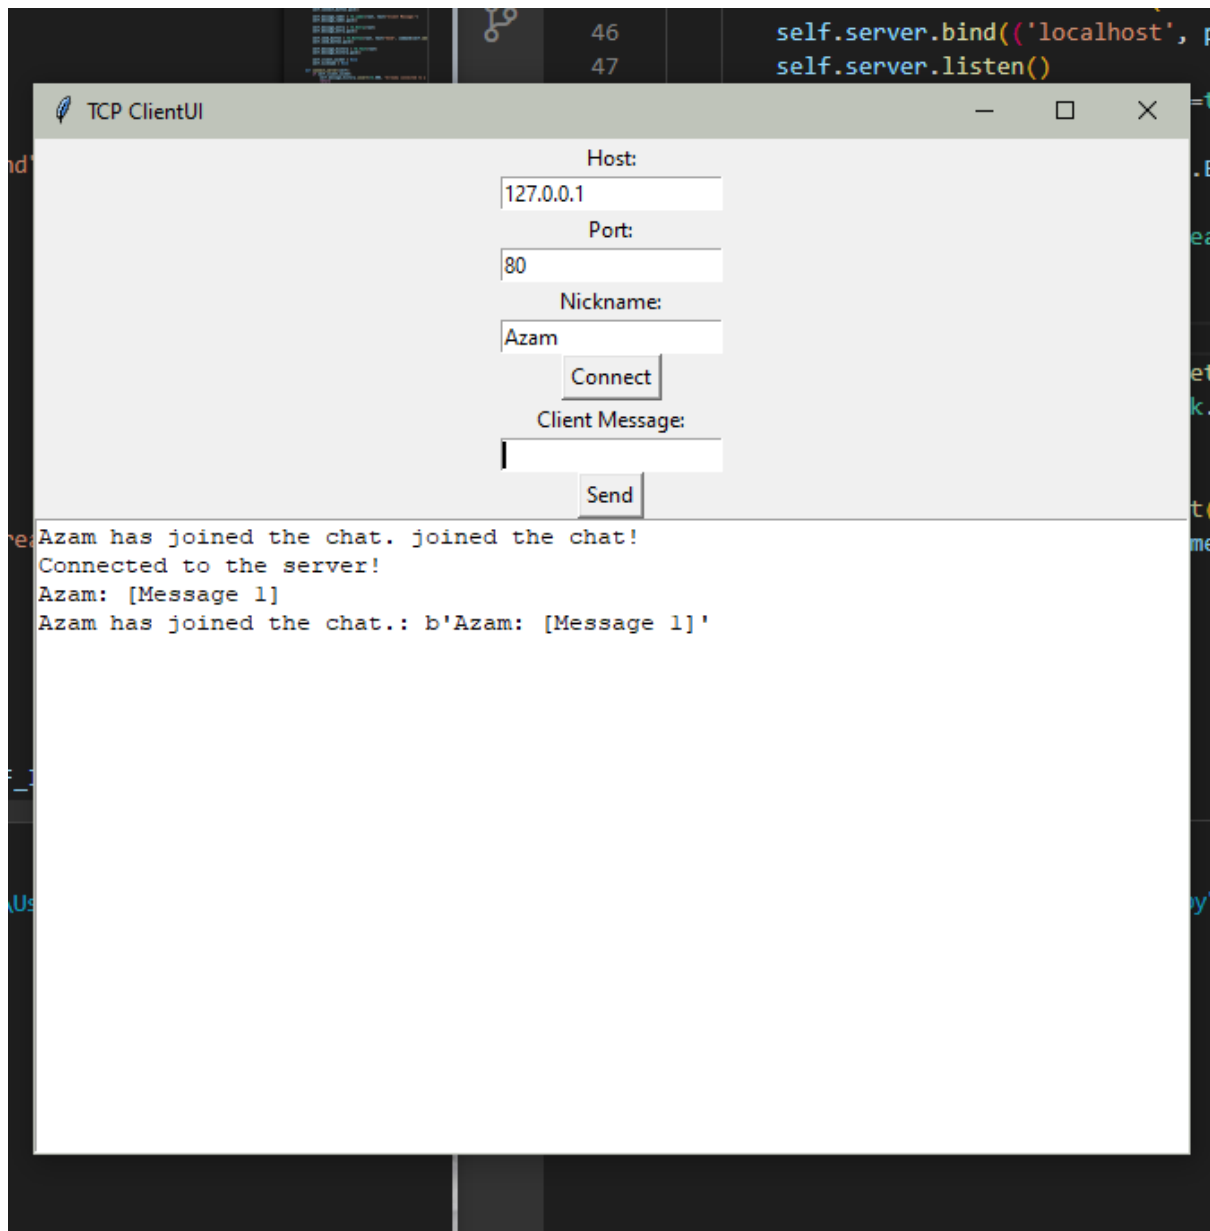 46 self.server.bind(('localhost',
47 self.server.listen()
TCP ClientUI
Host:
127.0.0.1
Port:
80
Nickname:
Azam
Connect
Client Message:
Send
Azam has joined the chat. joined the chat!
Connected to the server!
Azam: [Message 1]
Azam has joined the chat.: b'Azam: [Message 1]'